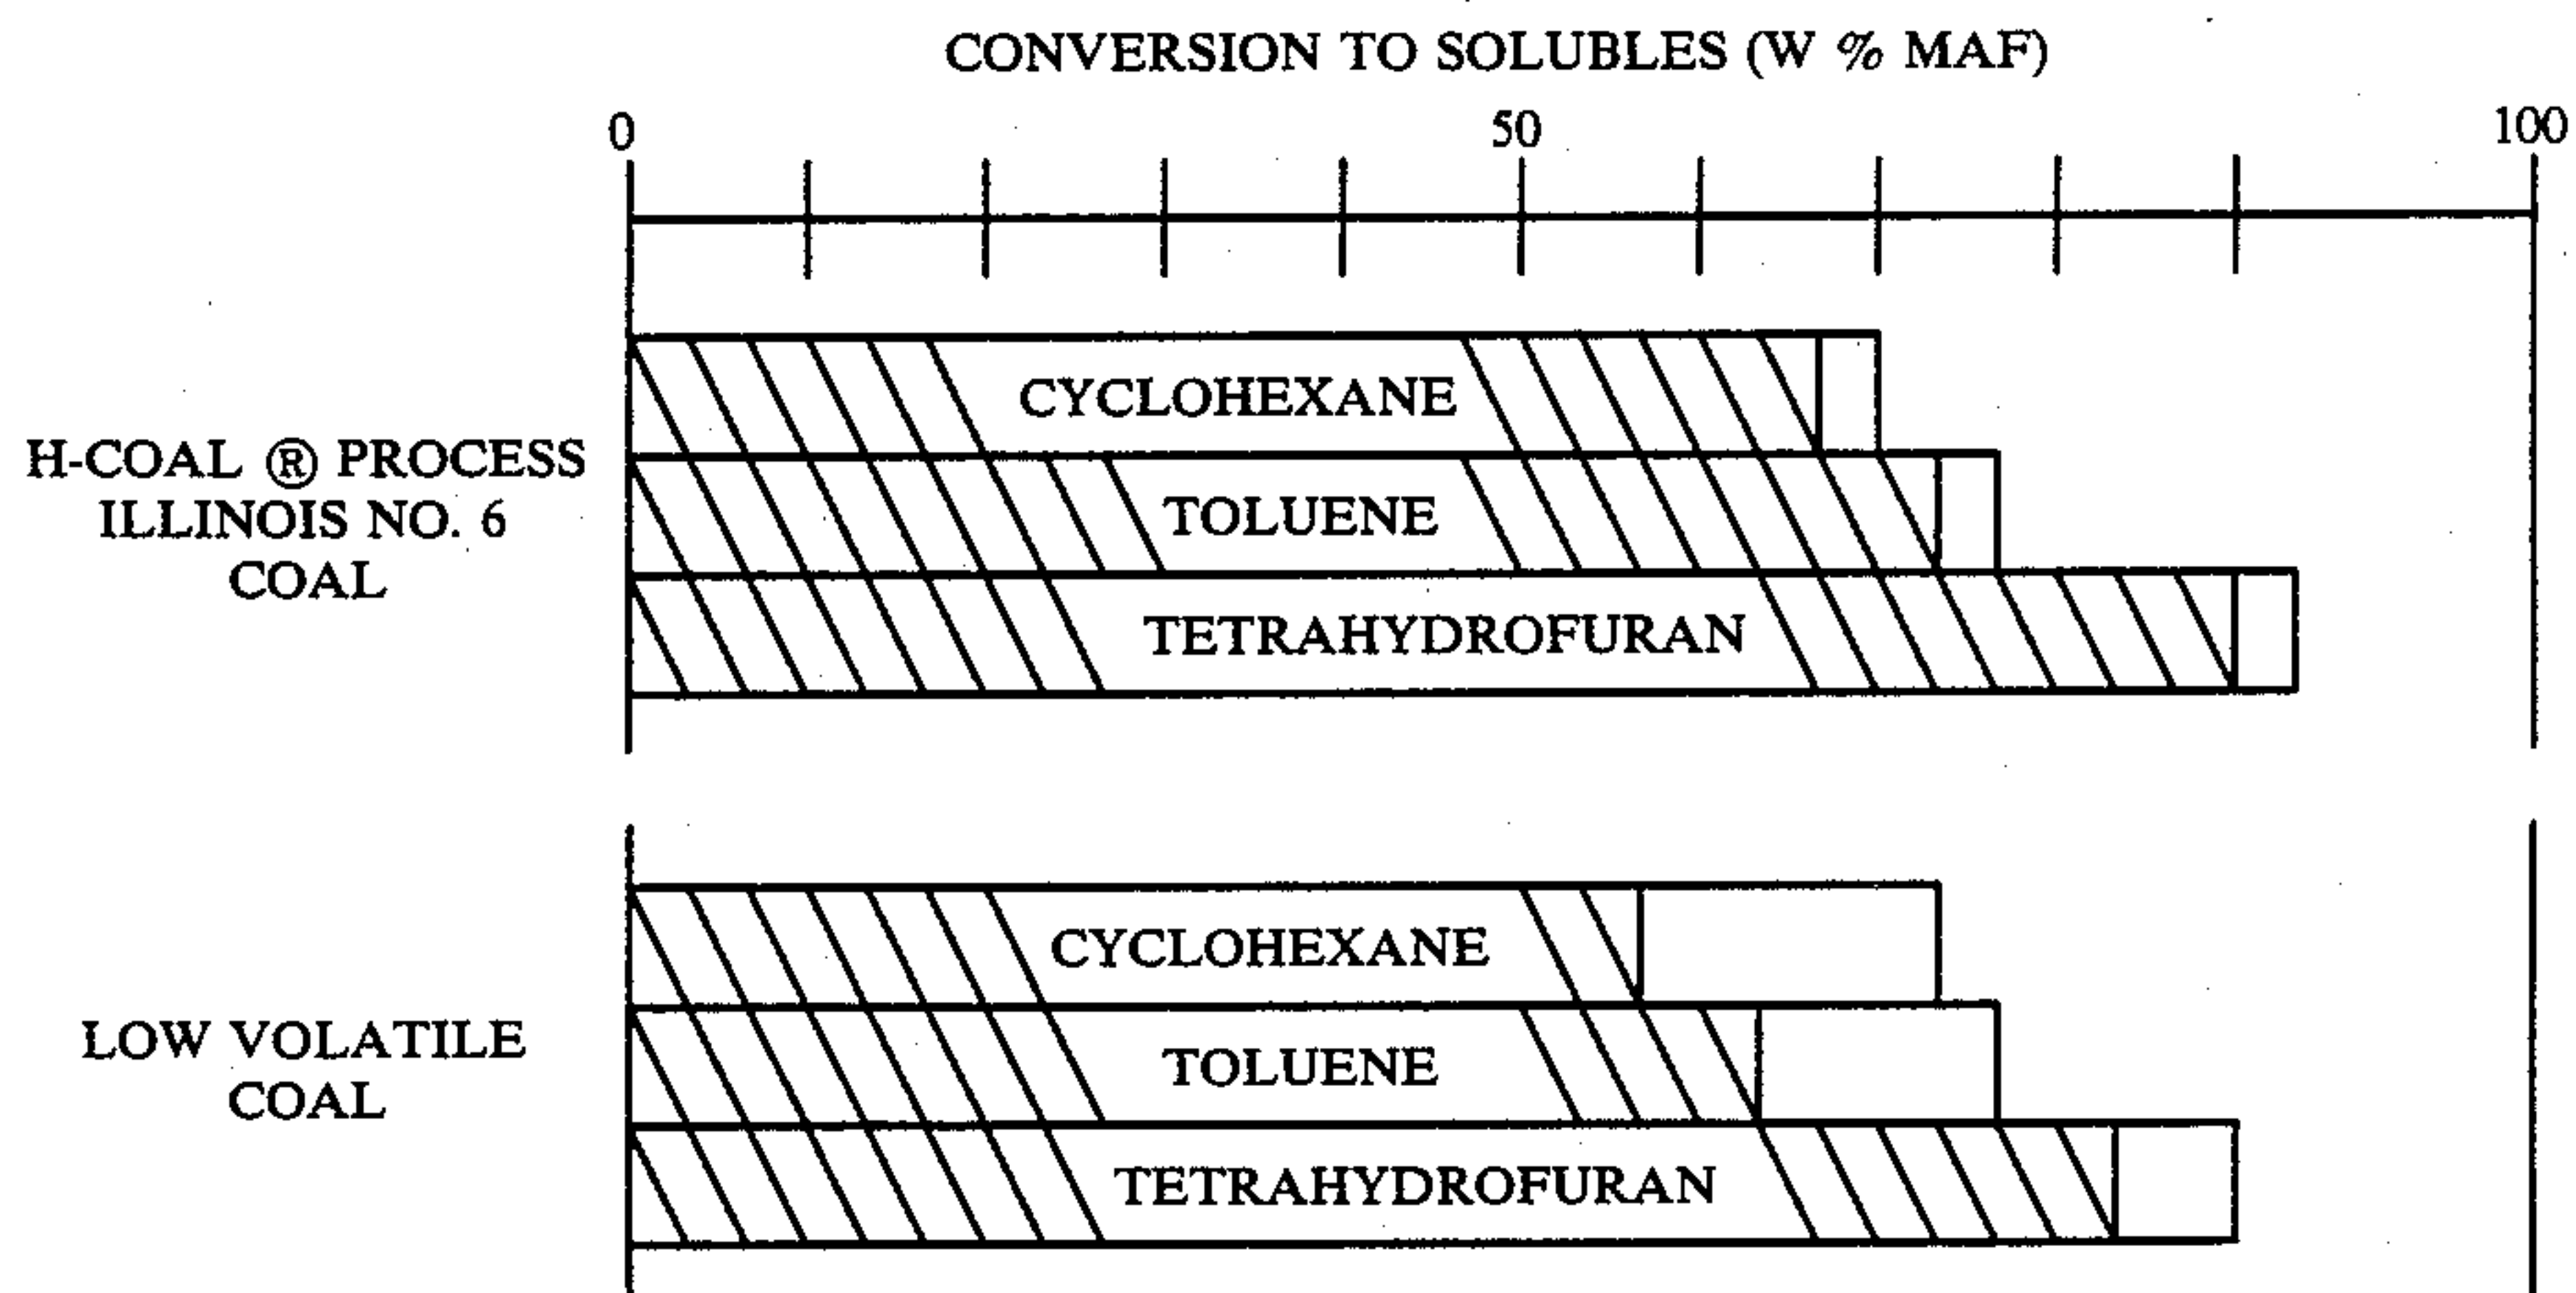 CONVERSION TO SOLUBLES (W % MAF)
0 50 100
H-COAL ® PROCESS
ILLINOIS NO. 6
COAL
CYCLOHEXANE
TOLUENE
TETRAHYDROFURAN
LOW VOLATILE
COAL
CYCLOHEXANE
TOLUENE
TETRAHYDROFURAN